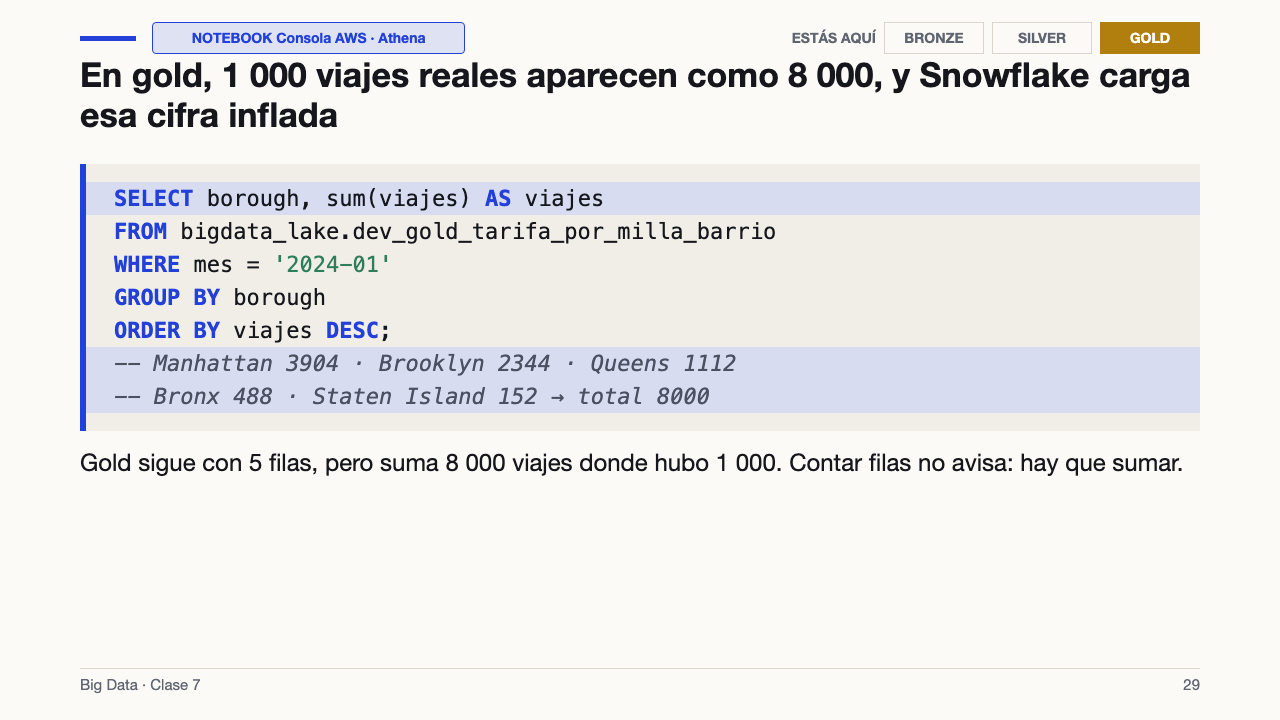 NOTEBOOK Consola AWS · Athena
ESTÁS AQUÍ
BRONZE
SILVER
GOLD
En gold, 1 000 viajes reales aparecen como 8 000, y Snowflake carga
esa cifra inflada
SELECT borough, sum(viajes) AS viajes
FROM bigdata_lake.dev_gold_tarifa_por_milla_barrio
WHERE mes = '2024-01'
GROUP BY borough
ORDER BY viajes DESC;
-- Manhattan 3904 · Brooklyn 2344 · Queens 1112
-- Bronx 488 · Staten Island 152 → total 8000
Gold sigue con 5 filas, pero suma 8 000 viajes donde hubo 1 000. Contar filas no avisa: hay que sumar.
Big Data · Clase 7
29